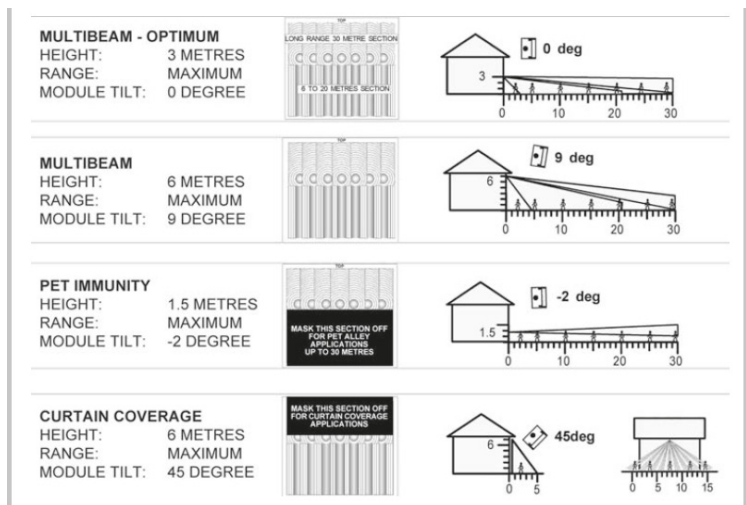 MULTIBEAM - OPTIMUM
HEIGHT: 3 METRES
RANGE: MAXIMUM
MODULE TILT: 0 DEGREE
TOP
LONG RANGE 30 METRE SECTION
6 TO 20 METRES SECTION
0 deg
3
0 10 20 30
MULTIBEAM
HEIGHT: 6 METRES
RANGE: MAXIMUM
MODULE TILT: 9 DEGREE
TOP
9 deg
6
0 10 20 30
PET IMMUNITY
HEIGHT: 1.5 METRES
RANGE: MAXIMUM
MODULE TILT: -2 DEGREE
TOP
MASK THIS SECTION OFF
FOR PET ALLEY
APPLICATIONS
UP TO 30 METRES
-2 deg
1.5
0 10 20 30
CURTAIN COVERAGE
HEIGHT: 6 METRES
RANGE: MAXIMUM
MODULE TILT: 45 DEGREE
MASK THIS SECTION OFF
FOR CURTAIN COVERAGE
APPLICATIONS
45deg
6
0 5
0 5 10 15